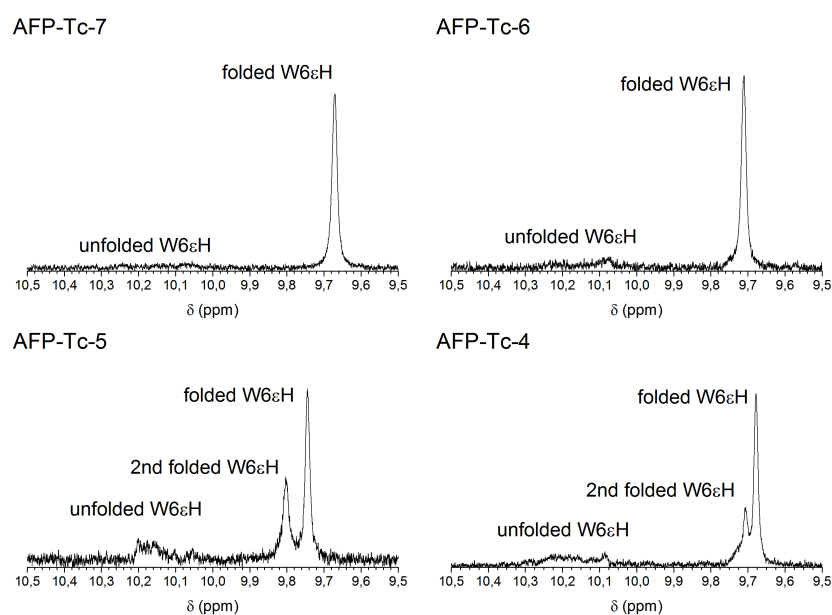 AFP-Tc-7
folded W6εH
unfolded W6εH
10,5 10,4 10,3 10,2 10,1 10,0 9,9 9,8 9,7 9,6 9,5
δ (ppm)
AFP-Tc-6
folded W6εH
unfolded W6εH
10,5 10,4 10,3 10,2 10,1 10,0 9,9 9,8 9,7 9,6 9,5
δ (ppm)
AFP-Tc-5
folded W6εH
2nd folded W6εH
unfolded W6εH
10,5 10,4 10,3 10,2 10,1 10,0 9,9 9,8 9,7 9,6 9,5
δ (ppm)
AFP-Tc-4
folded W6εH
2nd folded W6εH
unfolded W6εH
10,5 10,4 10,3 10,2 10,1 10,0 9,9 9,8 9,7 9,6 9,5
δ (ppm)